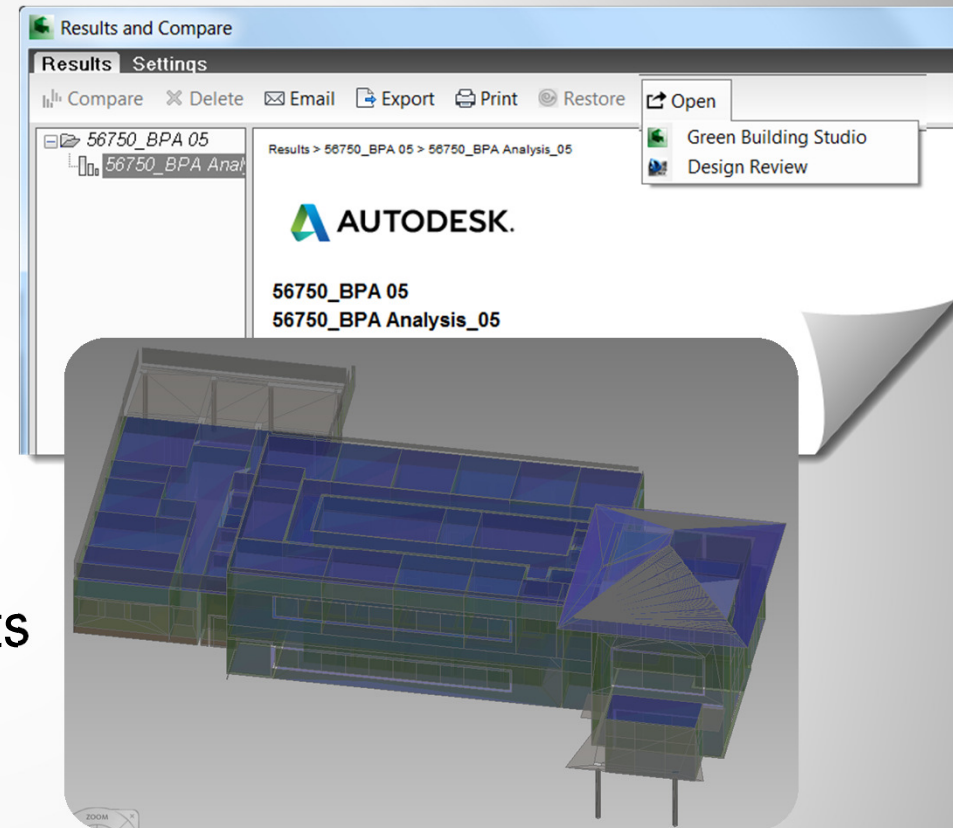 Results and Compare
Results Settings
Compare Delete Email Export Print Restore Open
Green Building Studio
Design Review
56750_BPA 05
56750_BPA Anal
Results > 56750_BPA 05 > 56750_BPA Analysis_05
AUTODESK.
56750_BPA 05
56750_BPA Analysis_05
ZOOM